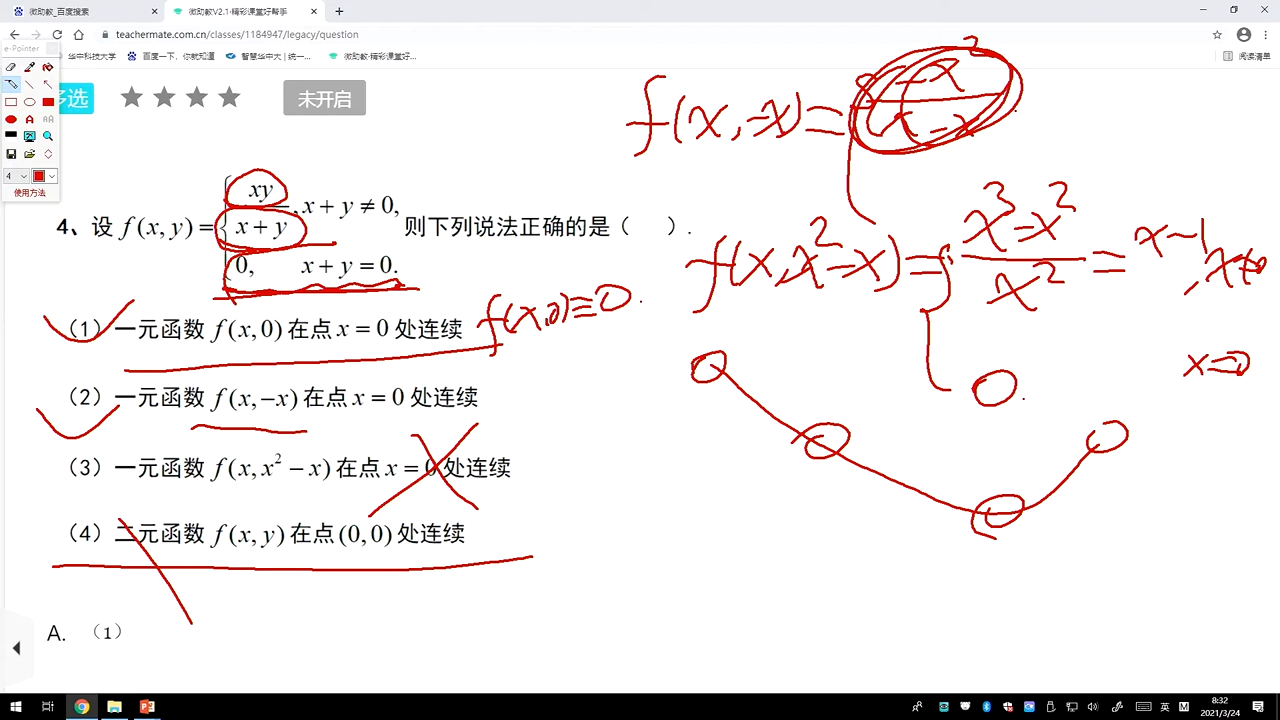 微助教_百度搜索
微助教V2.1-精彩课堂好帮手
teachermate.com.cn/classes/1184947/legacy/question
华中科技大学
百度一下，你就知道
智慧华中大 | 统一...
微助教-精彩课堂好...
阅读清单
e-Pointer
4
使用方法
多选
未开启
f(x,-x)=
4、设 f(x, y) = { xy/(x+y), x + y ≠ 0,
0, x + y = 0.
则下列说法正确的是（ ）.
f(x,x²-x)={ (x³-x²)/x² = x-1, x≠0
0 x=0
（1）一元函数 f(x,0) 在点 x = 0 处连续
f(x,0)≡0.
（2）一元函数 f(x,−x) 在点 x = 0 处连续
（3）一元函数 f(x, x² − x) 在点 x = 0 处连续
（4）二元函数 f(x, y) 在点 (0,0) 处连续
A. （1）
英
M
8:32
2021/3/24